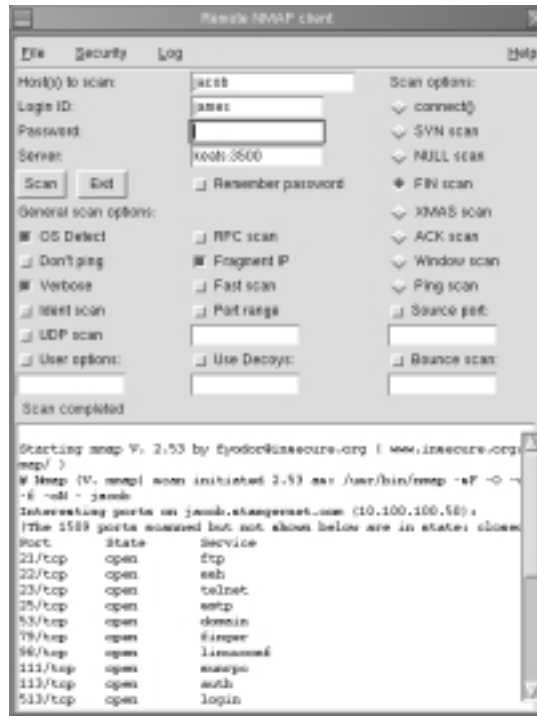 Remote NMAP client
File Security Log Help
Host(s) to scan: jacob Scan options:
Login ID: james connect()
Password: SYN scan
Server: keats:3500 NULL scan
Scan Exit Remember password FIN scan
General scan options: XMAS scan
OS Detect RPC scan ACK scan
Don't ping Fragment IP Window scan
Verbose Fast scan Ping scan
Ident scan Port range Source port:
UDP scan
User options: Use Decoys: Bounce scan:
Scan completed
Starting nmap V. 2.53 by fyodor@insecure.org ( www.insecure.org/
map/ )
# Nmap (V. nmap) scan initiated 2.53 as: /usr/bin/nmap -sF -O -v
-f -oN - jacob
Interesting ports on jacob.stangernet.com (10.100.100.50):
(The 1509 ports scanned but not shown below are in state: closed
Port State Service
21/tcp open ftp
22/tcp open ssh
23/tcp open telnet
25/tcp open smtp
53/tcp open domain
79/tcp open finger
98/tcp open linuxconf
111/tcp open sunrpc
113/tcp open auth
513/tcp open login